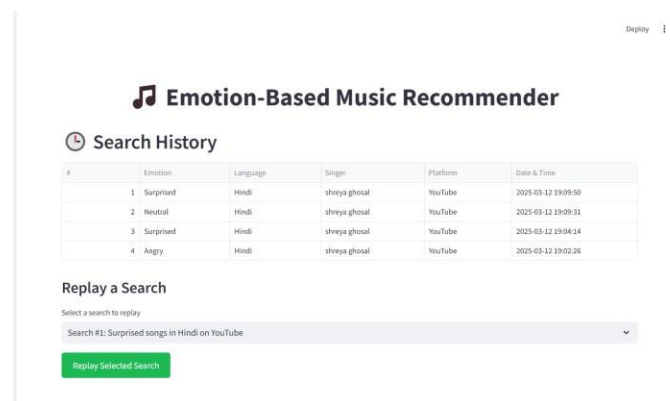 Deploy
Emotion-Based Music Recommender
Search History
# Emotion Language Singer Platform Date & Time
1 Surprised Hindi shreya ghosal YouTube 2025-03-12 19:09:50
2 Neutral Hindi shreya ghosal YouTube 2025-03-12 19:09:31
3 Surprised Hindi shreya ghosal YouTube 2025-03-12 19:04:14
4 Angry Hindi shreya ghosal YouTube 2025-03-12 19:02:26
Replay a Search
Select a search to replay
Search #1: Surprised songs in Hindi on YouTube
Replay Selected Search